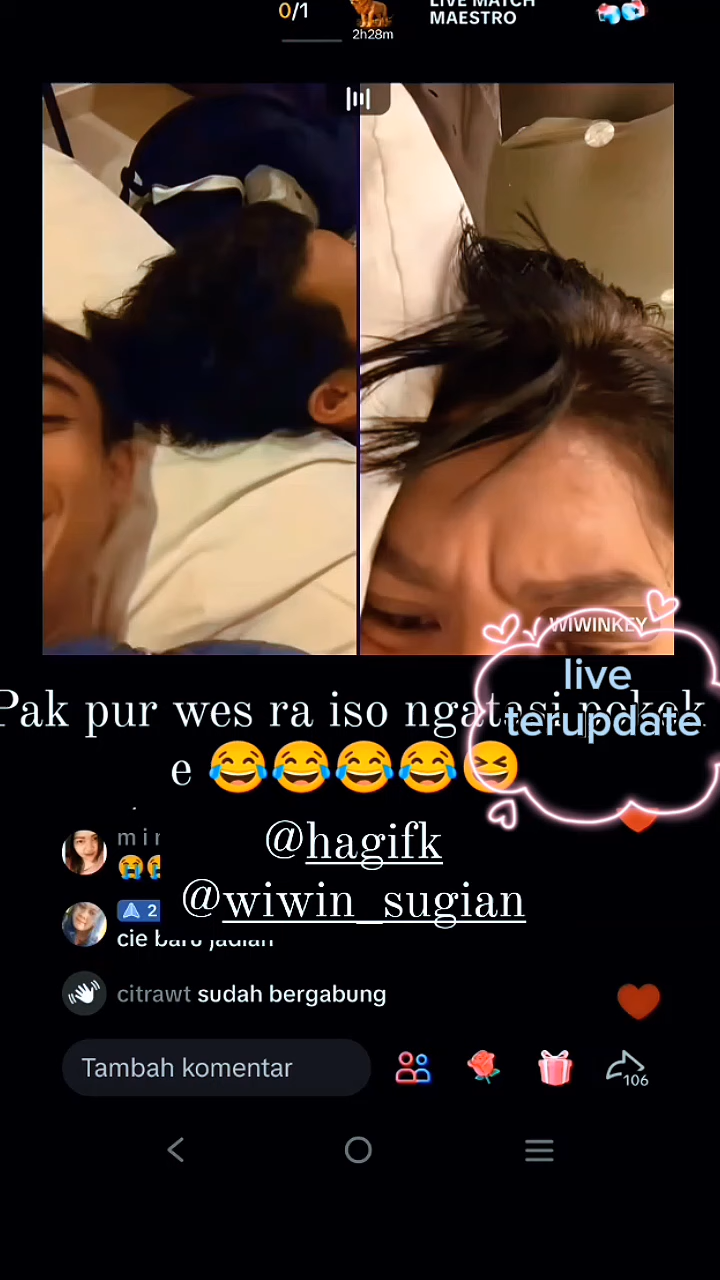 0/1
LIVE MATCH
MAESTRO
2h28m
WIWINKEY
live
terupdate
Pak pur wes ra iso ngatasi pokok
e 😂😂😂😂😆
@hagifk
@wiwin_sugian
😭
2
cie baru jadian
citrawt sudah bergabung
Tambah komentar
106